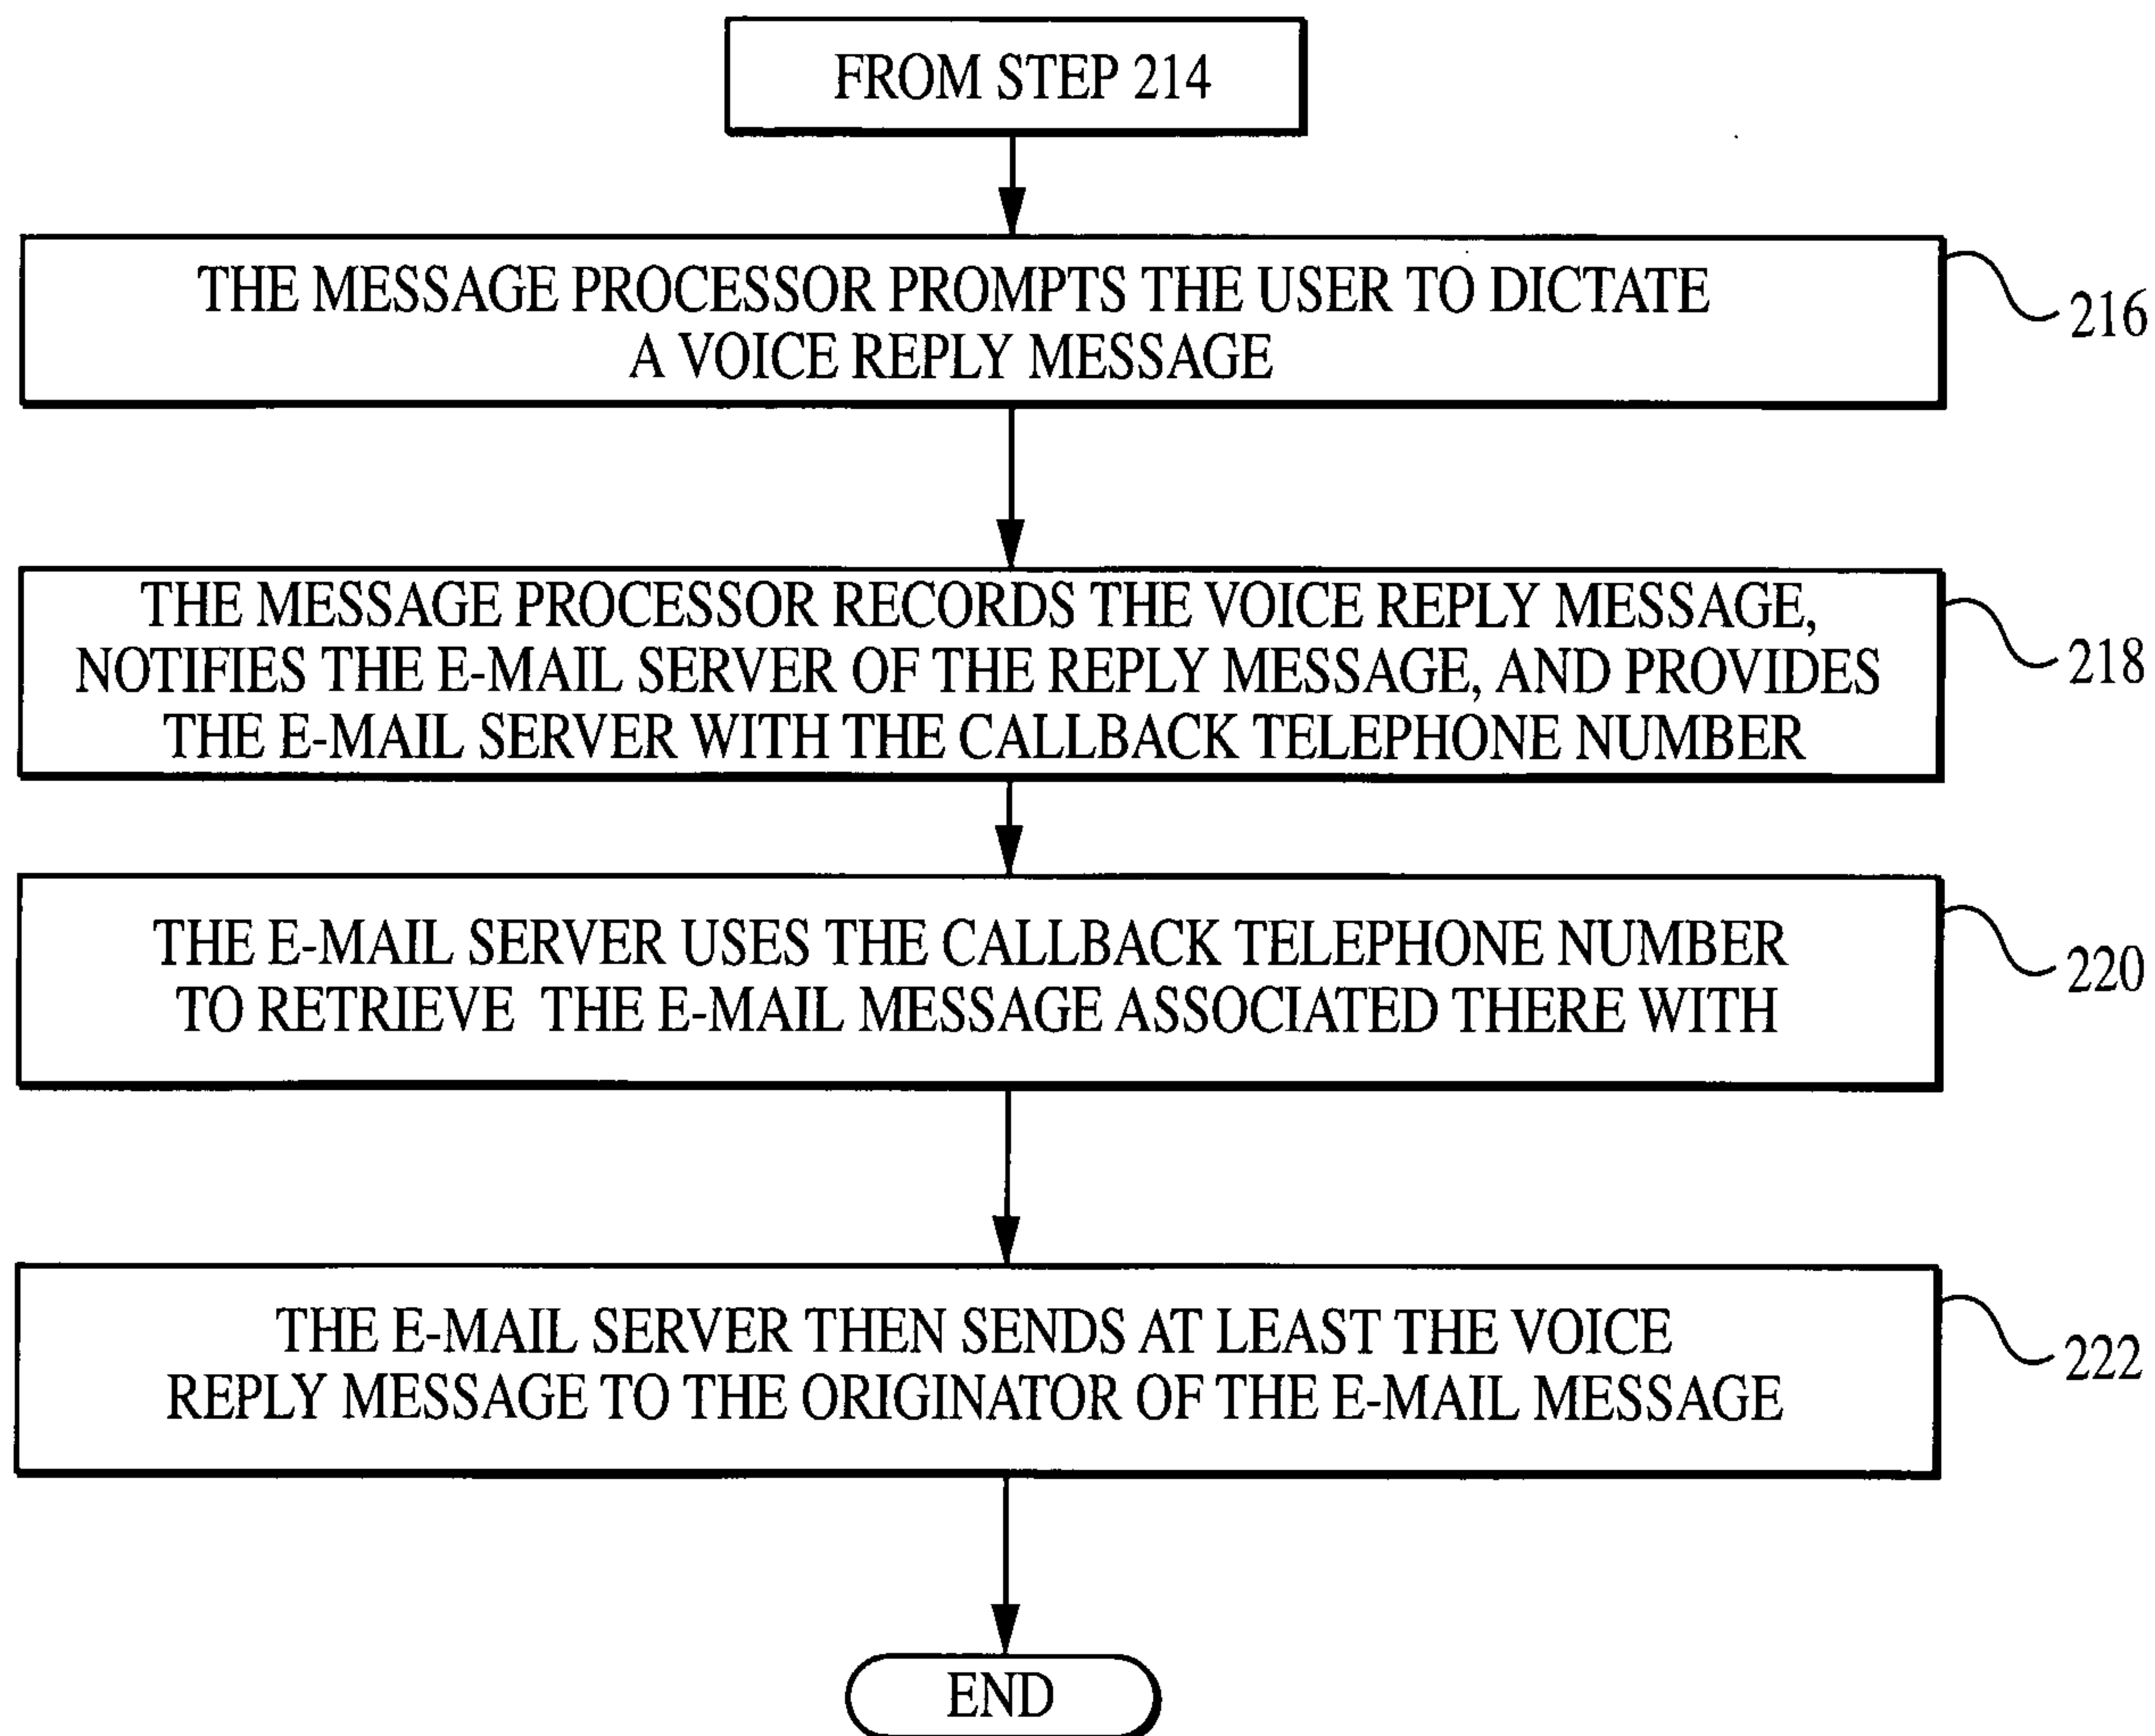 FROM STEP 214
THE MESSAGE PROCESSOR PROMPTS THE USER TO DICTATE
A VOICE REPLY MESSAGE
216
THE MESSAGE PROCESSOR RECORDS THE VOICE REPLY MESSAGE,
NOTIFIES THE E-MAIL SERVER OF THE REPLY MESSAGE, AND PROVIDES
THE E-MAIL SERVER WITH THE CALLBACK TELEPHONE NUMBER
218
THE E-MAIL SERVER USES THE CALLBACK TELEPHONE NUMBER
TO RETRIEVE THE E-MAIL MESSAGE ASSOCIATED THERE WITH
220
THE E-MAIL SERVER THEN SENDS AT LEAST THE VOICE
REPLY MESSAGE TO THE ORIGINATOR OF THE E-MAIL MESSAGE
222
END